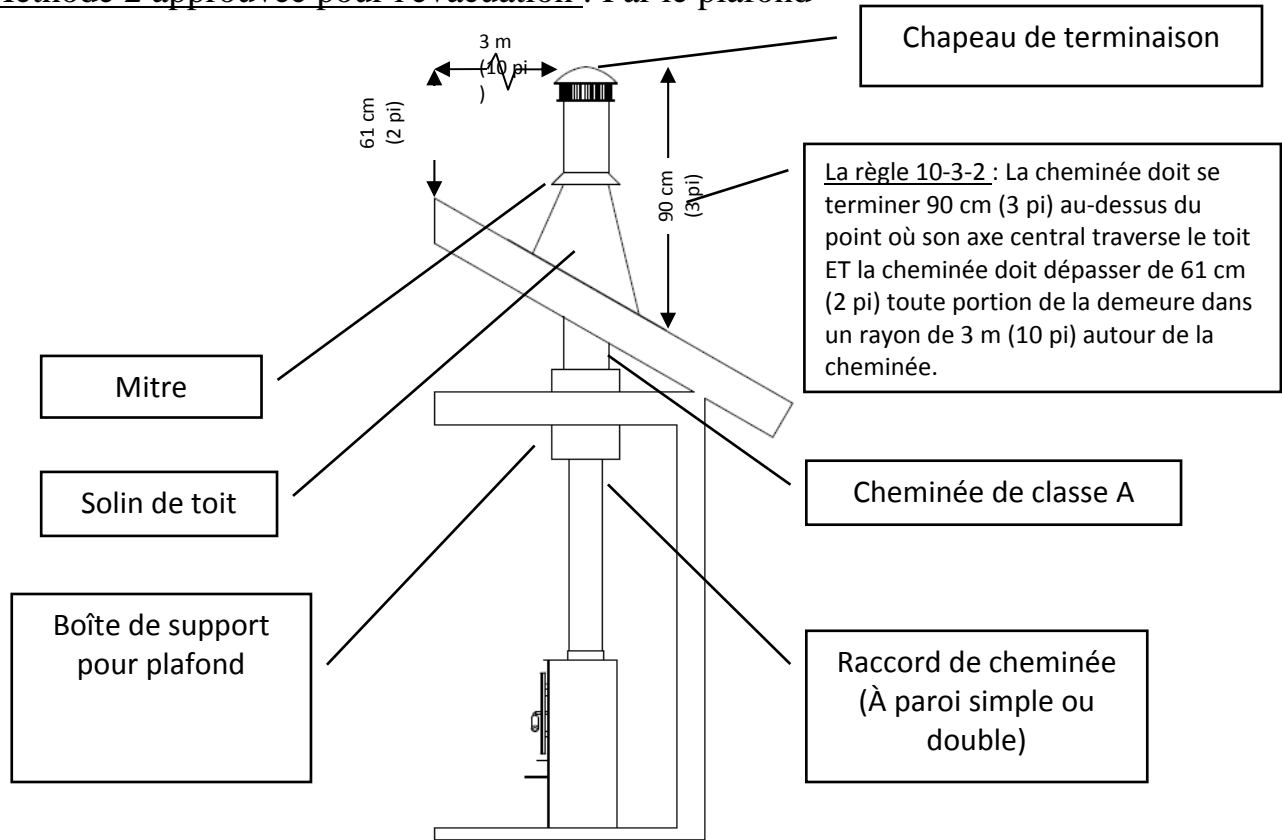 Méthode 2 approuvée pour l'évacuation : Par le plafond
3 m
(10 pi
)
Chapeau de terminaison
61 cm
(2 pi)
90 cm
(3 pi)
La règle 10-3-2 : La cheminée doit se
terminer 90 cm (3 pi) au-dessus du
point où son axe central traverse le toit
ET la cheminée doit dépasser de 61 cm
(2 pi) toute portion de la demeure dans
un rayon de 3 m (10 pi) autour de la
cheminée.
Mitre
Solin de toit
Cheminée de classe A
Boîte de support
pour plafond
Raccord de cheminée
(À paroi simple ou
double)